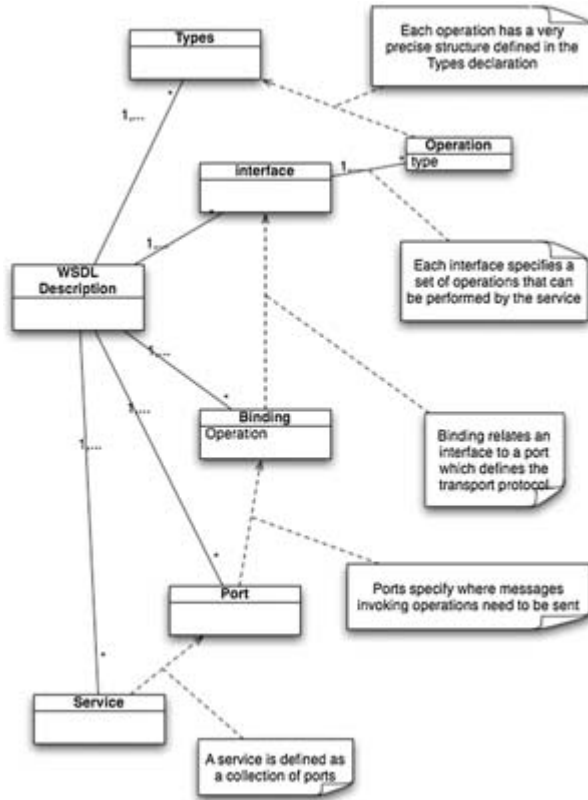 Types
Each operation has a very
precise structure defined in the
Types declaration
*
1,...
Operation
type
Interface
1,...
*
*
1,...
WSDL
Description
Each interface specifies a
set of operations that can
be performed by the service
1,...
*
1,...
Binding
Operation
1,...
Binding relates an
interface to a port
which defines the
transport protocol
*
Port
Ports specify where messages
invoking operations need to be sent
*
Service
A service is defined as
a collection of ports